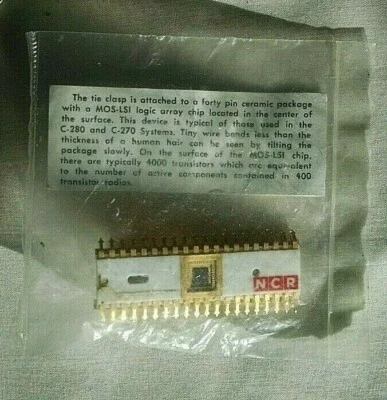 The tie clasp is attached to a forty pin ceramic package
with a MOS-LSI logic array chip located in the center of
the surface. This device is typical of those used in the
C-280 and C-270 Systems. Tiny wire bonds less than the
thickness of a human hair can be seen by tilting the
package slowly. On the surface of the MOS-LSI chip,
there are typically 4000 transistors which are equivalent
to the number of active components contained in 400
transistor radios.
NCR